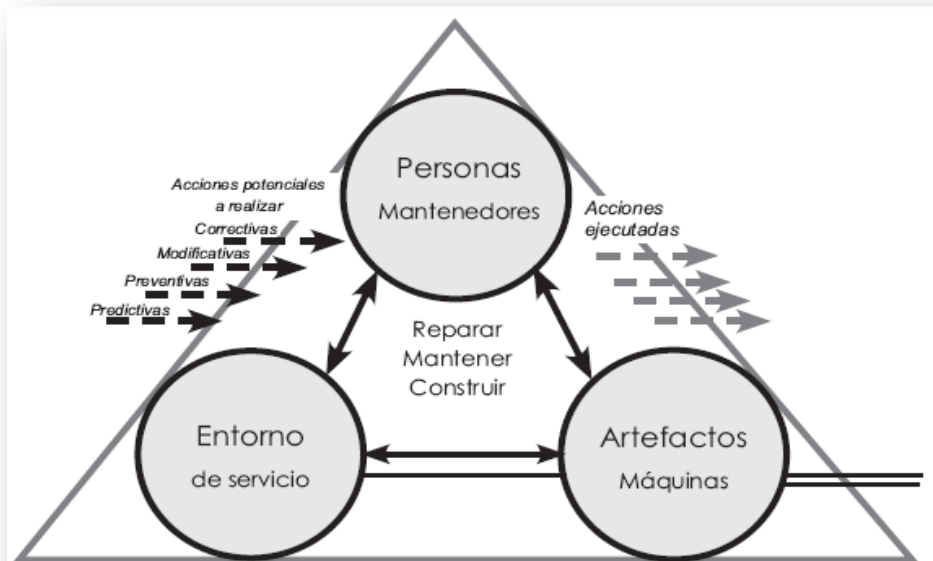 Personas
Mantenedores
Acciones potenciales
a realizar
Correctivas
Modificativas
Preventivas
Predictivas
Acciones
ejecutadas
Reparar
Mantener
Construir
Entorno
de servicio
Artefactos
Máquinas